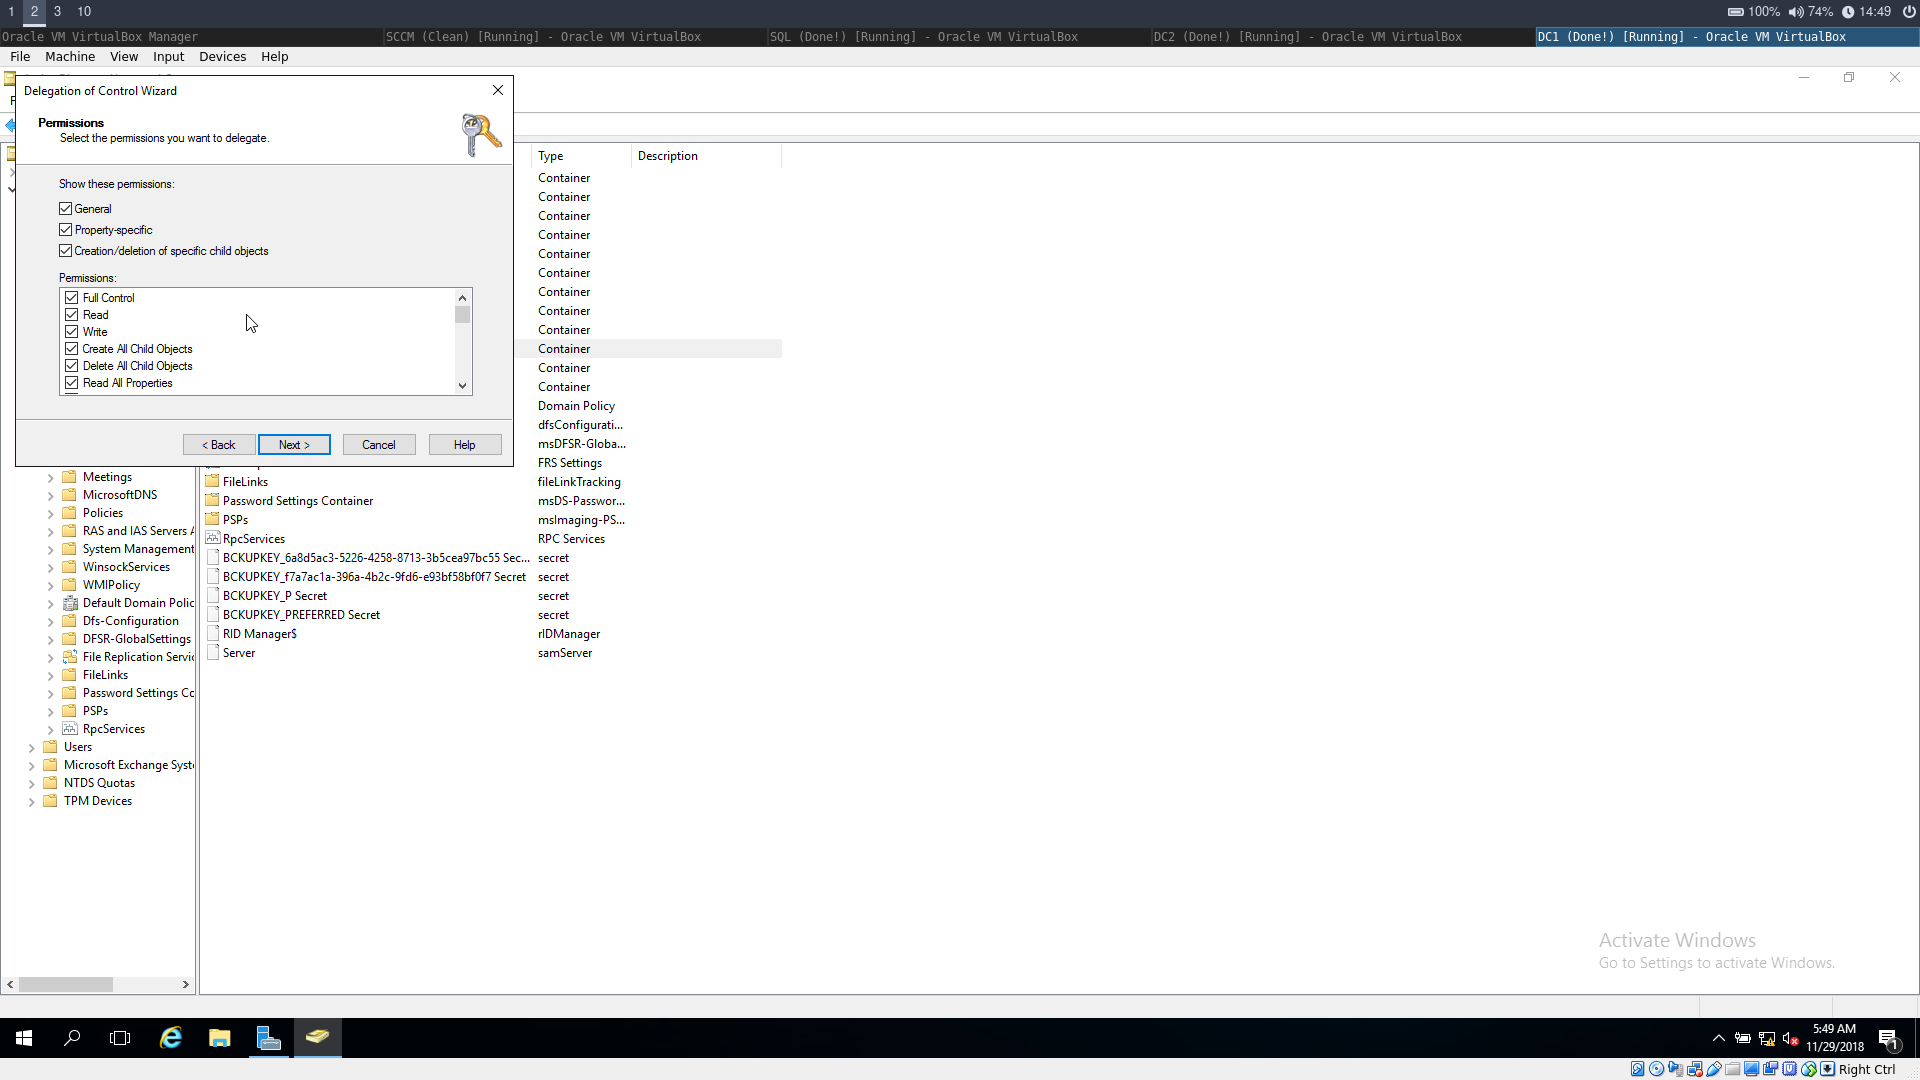 1 2 3 10
100% 74% 14:49
Oracle VM VirtualBox Manager
SCCM (Clean) [Running] - Oracle VM VirtualBox
SQL (Done!) [Running] - Oracle VM VirtualBox
DC2 (Done!) [Running] - Oracle VM VirtualBox
DC1 (Done!) [Running] - Oracle VM VirtualBox
File Machine View Input Devices Help
Delegation of Control Wizard
Permissions
Select the permissions you want to delegate.
Show these permissions:
General
Property-specific
Creation/deletion of specific child objects
Permissions:
Full Control
Read
Write
Create All Child Objects
Delete All Child Objects
Read All Properties
< Back Next > Cancel Help
Type Description
Container
Container
Container
Container
Container
Container
Container
Container
Container
Container
Container
Container
Domain Policy
dfsConfigurati...
msDFSR-Globa...
FRS Settings
FileLinks fileLinkTracking
Password Settings Container msDS-Passwor...
PSPs msImaging-PS...
RpcServices RPC Services
BCKUPKEY_6a8d5ac3-5226-4258-8713-3b5cea97bc55 Sec... secret
BCKUPKEY_f7a7ac1a-396a-4b2c-9fd6-e93bf58bf0f7 Secret secret
BCKUPKEY_P Secret secret
BCKUPKEY_PREFERRED Secret secret
RID Manager$ rIDManager
Server samServer
Meetings
MicrosoftDNS
Policies
RAS and IAS Servers A
System Management
WinsockServices
WMIPolicy
Default Domain Polic
Dfs-Configuration
DFSR-GlobalSettings
File Replication Servic
FileLinks
Password Settings Co
PSPs
RpcServices
Users
Microsoft Exchange Syste
NTDS Quotas
TPM Devices
Activate Windows
Go to Settings to activate Windows.
5:49 AM
11/29/2018
1
Right Ctrl